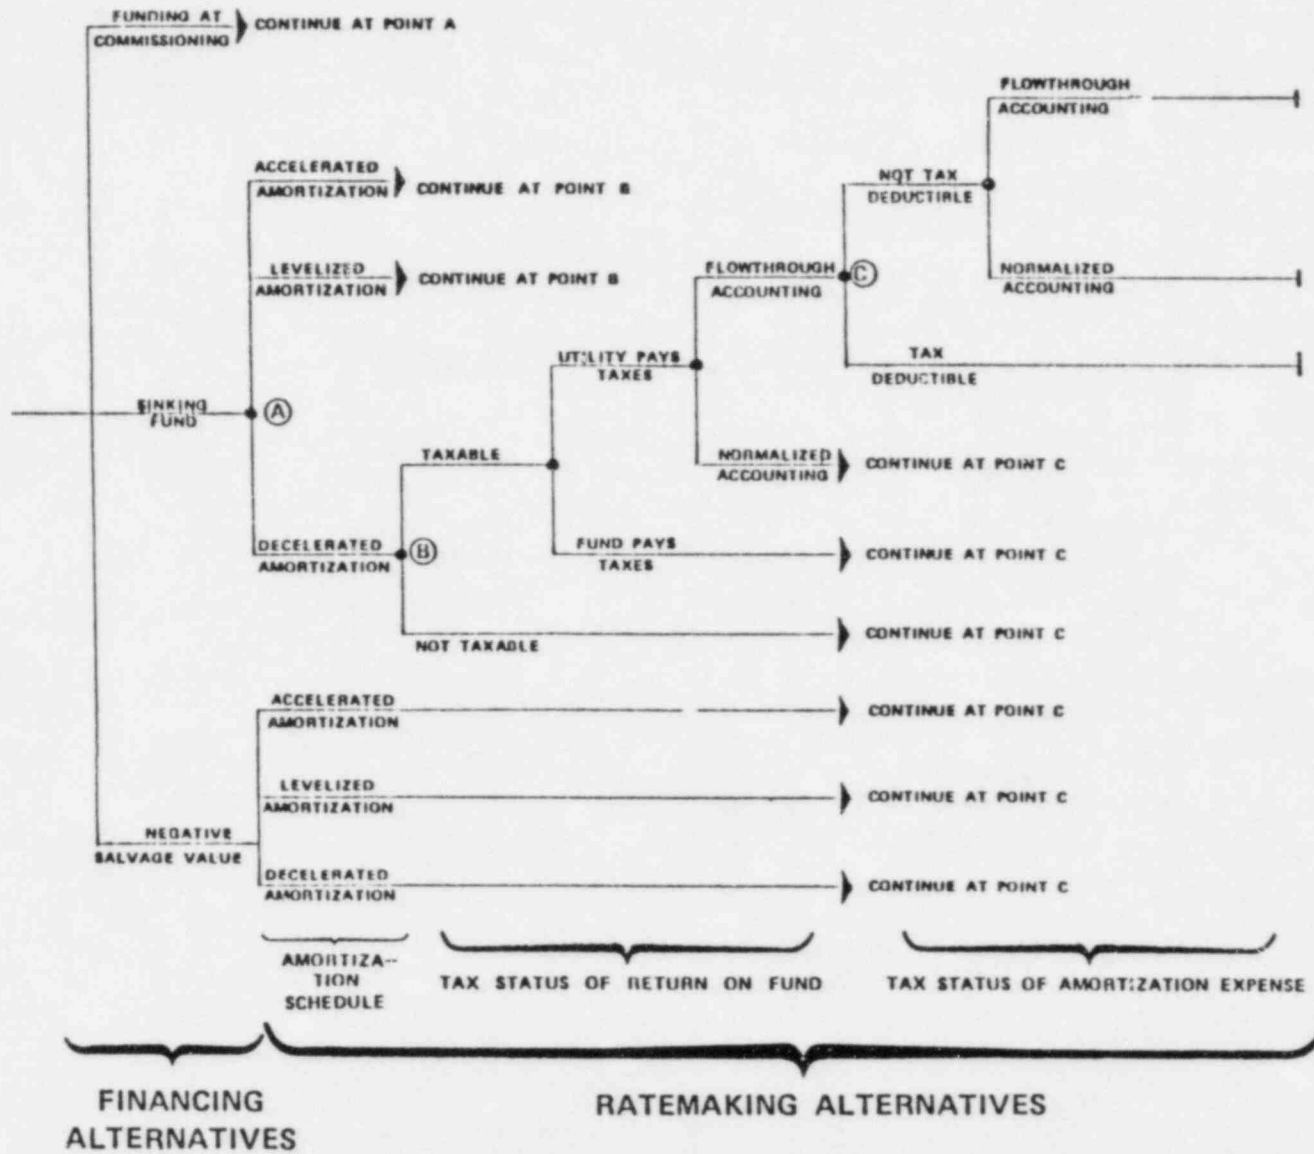 FUNDING AT
COMMISSIONING
CONTINUE AT POINT A
FLOWTHROUGH
ACCOUNTING
ACCELERATED
AMORTIZATION
CONTINUE AT POINT B
NOT TAX
DEDUCTIBLE
LEVELIZED
AMORTIZATION
CONTINUE AT POINT B
FLOWTHROUGH
ACCOUNTING
C
NORMALIZED
ACCOUNTING
UTILITY PAYS
TAXES
TAX
DEDUCTIBLE
SINKING
FUND
A
TAXABLE
NORMALIZED
ACCOUNTING
CONTINUE AT POINT C
DECELERATED
AMORTIZATION
B
FUND PAYS
TAXES
CONTINUE AT POINT C
NOT TAXABLE
CONTINUE AT POINT C
ACCELERATED
AMORTIZATION
CONTINUE AT POINT C
LEVELIZED
AMORTIZATION
CONTINUE AT POINT C
NEGATIVE
SALVAGE VALUE
DECELERATED
AMORTIZATION
CONTINUE AT POINT C
AMORTIZA--
TION
SCHEDULE
TAX STATUS OF RETURN ON FUND
TAX STATUS OF AMORTIZATION EXPENSE
FINANCING
ALTERNATIVES
RATEMAKING ALTERNATIVES